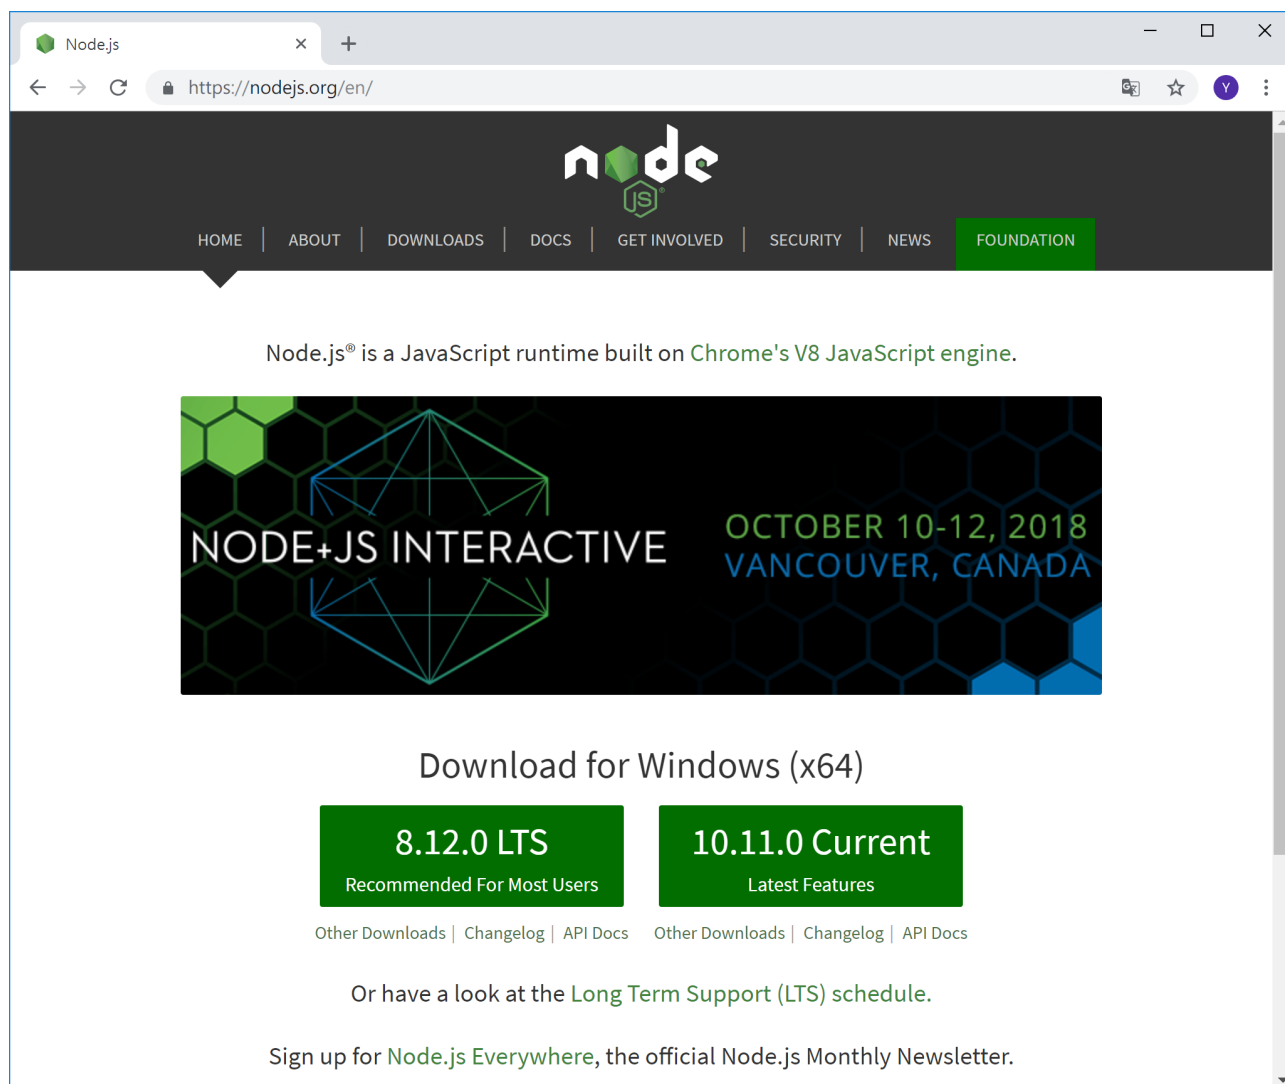 Node.js
https://nodejs.org/en/
Y
node
JS®
HOME | ABOUT | DOWNLOADS | DOCS | GET INVOLVED | SECURITY | NEWS FOUNDATION
Node.js® is a JavaScript runtime built on Chrome's V8 JavaScript engine.
NODE+JS INTERACTIVE
OCTOBER 10-12, 2018
VANCOUVER, CANADA
Download for Windows (x64)
8.12.0 LTS
Recommended For Most Users
10.11.0 Current
Latest Features
Other Downloads | Changelog | API Docs
Other Downloads | Changelog | API Docs
Or have a look at the Long Term Support (LTS) schedule.
Sign up for Node.js Everywhere, the official Node.js Monthly Newsletter.